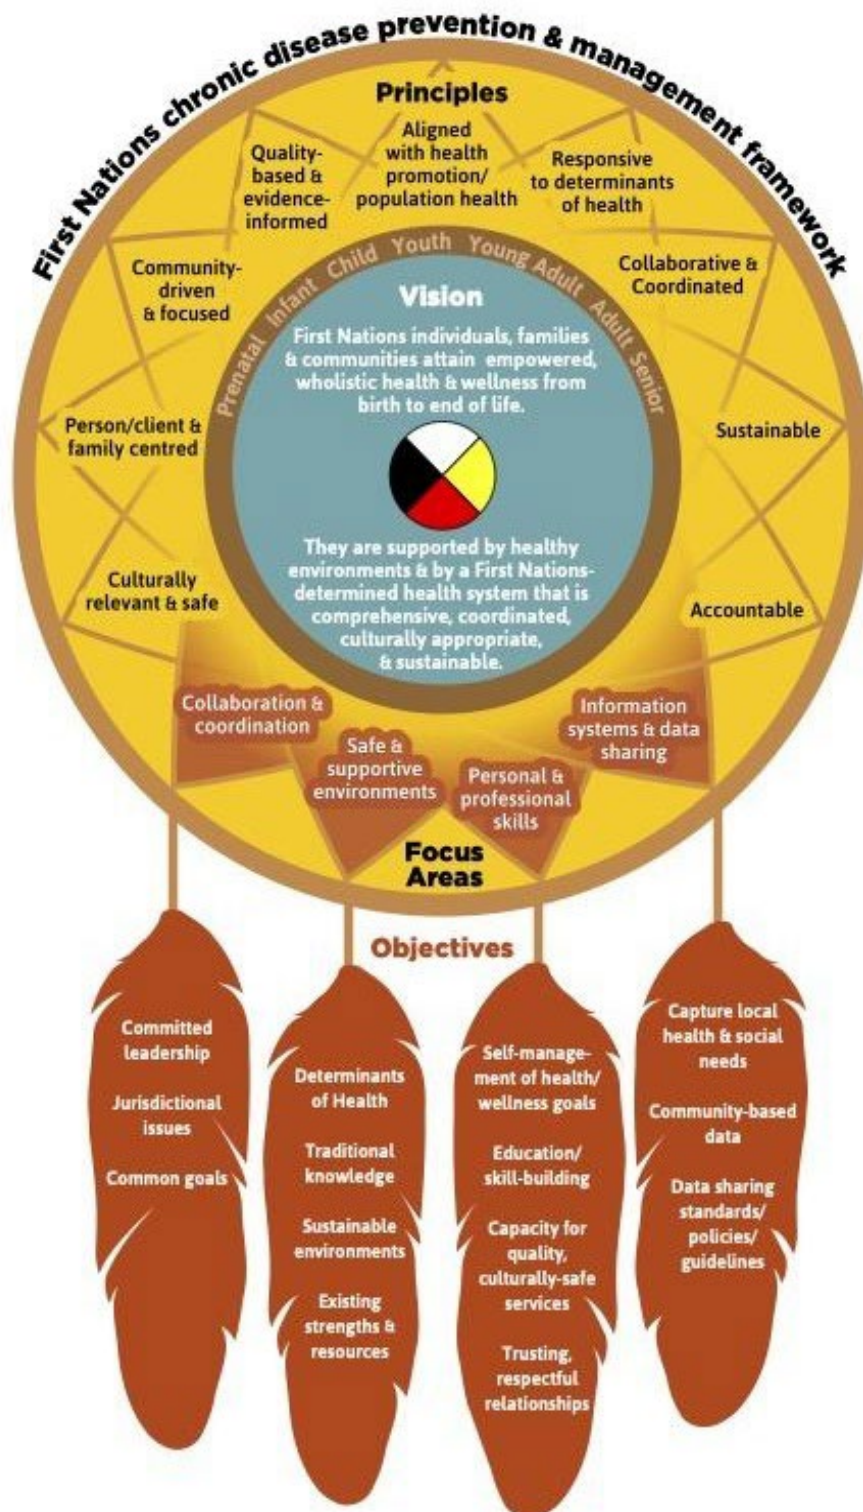 First Nations chronic disease prevention & management framework
Principles
Aligned
with health
promotion/
population health
Quality-
based &
evidence-
informed
Responsive
to determinants
of health
Community-
driven
& focused
Collaborative &
Coordinated
Person/client &
family centred
Sustainable
Culturally
relevant & safe
Accountable
Prenatal Infant Child Youth Young Adult Adult Senior
Vision
First Nations individuals, families
& communities attain empowered,
wholistic health & wellness from
birth to end of life.
They are supported by healthy
environments & by a First Nations-
determined health system that is
comprehensive, coordinated,
culturally appropriate,
& sustainable.
Collaboration &
coordination
Safe &
supportive
environments
Personal &
professional
skills
Information
systems & data
sharing
Focus
Areas
Objectives
Committed
leadership
Jurisdictional
issues
Common goals
Determinants
of Health
Traditional
knowledge
Sustainable
environments
Existing
strengths &
resources
Self-manage-
ment of health/
wellness goals
Education/
skill-building
Capacity for
quality,
culturally-safe
services
Trusting,
respectful
relationships
Capture local
health & social
needs
Community-based
data
Data sharing
standards/
policies/
guidelines